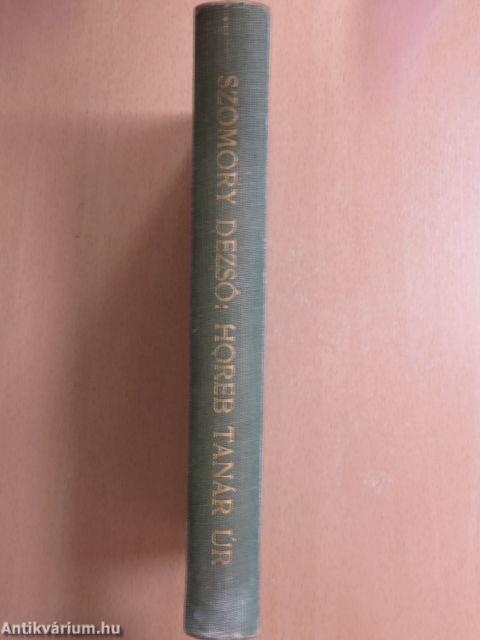 SZOMORY DEZSŐ: HOREB TANÁR ÚR
Antikvárium.hu